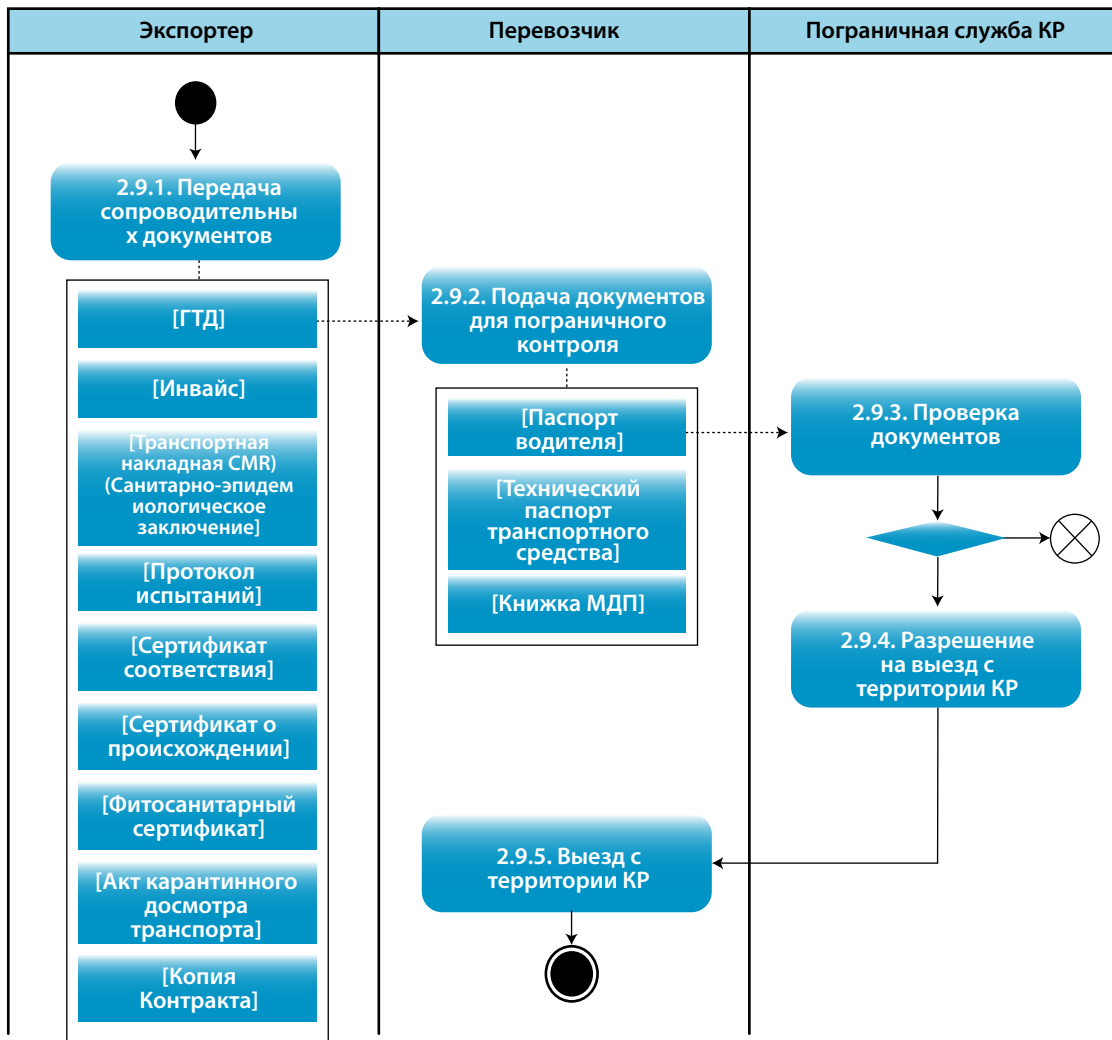 Экспортер
Перевозчик
Пограничная служба КР
2.9.1. Передача
сопроводительны
х документов
[ГТД]
[Инвайс]
[Транспортная
накладная CMR)
(Санитарно-эпидем
иологическое
заключение]
[Протокол
испытаний]
[Сертификат
соответствия]
[Сертификат о
происхождении]
[Фитосанитарный
сертификат]
[Акт карантинного
досмотра
транспорта]
[Копия
Контракта]
2.9.2. Подача документов
для пограничного
контроля
[Паспорт
водителя]
[Технический
паспорт
транспортного
средства]
[Книжка МДП]
2.9.3. Проверка
документов
2.9.4. Разрешение
на выезд с
территории КР
2.9.5. Выезд с
территории КР